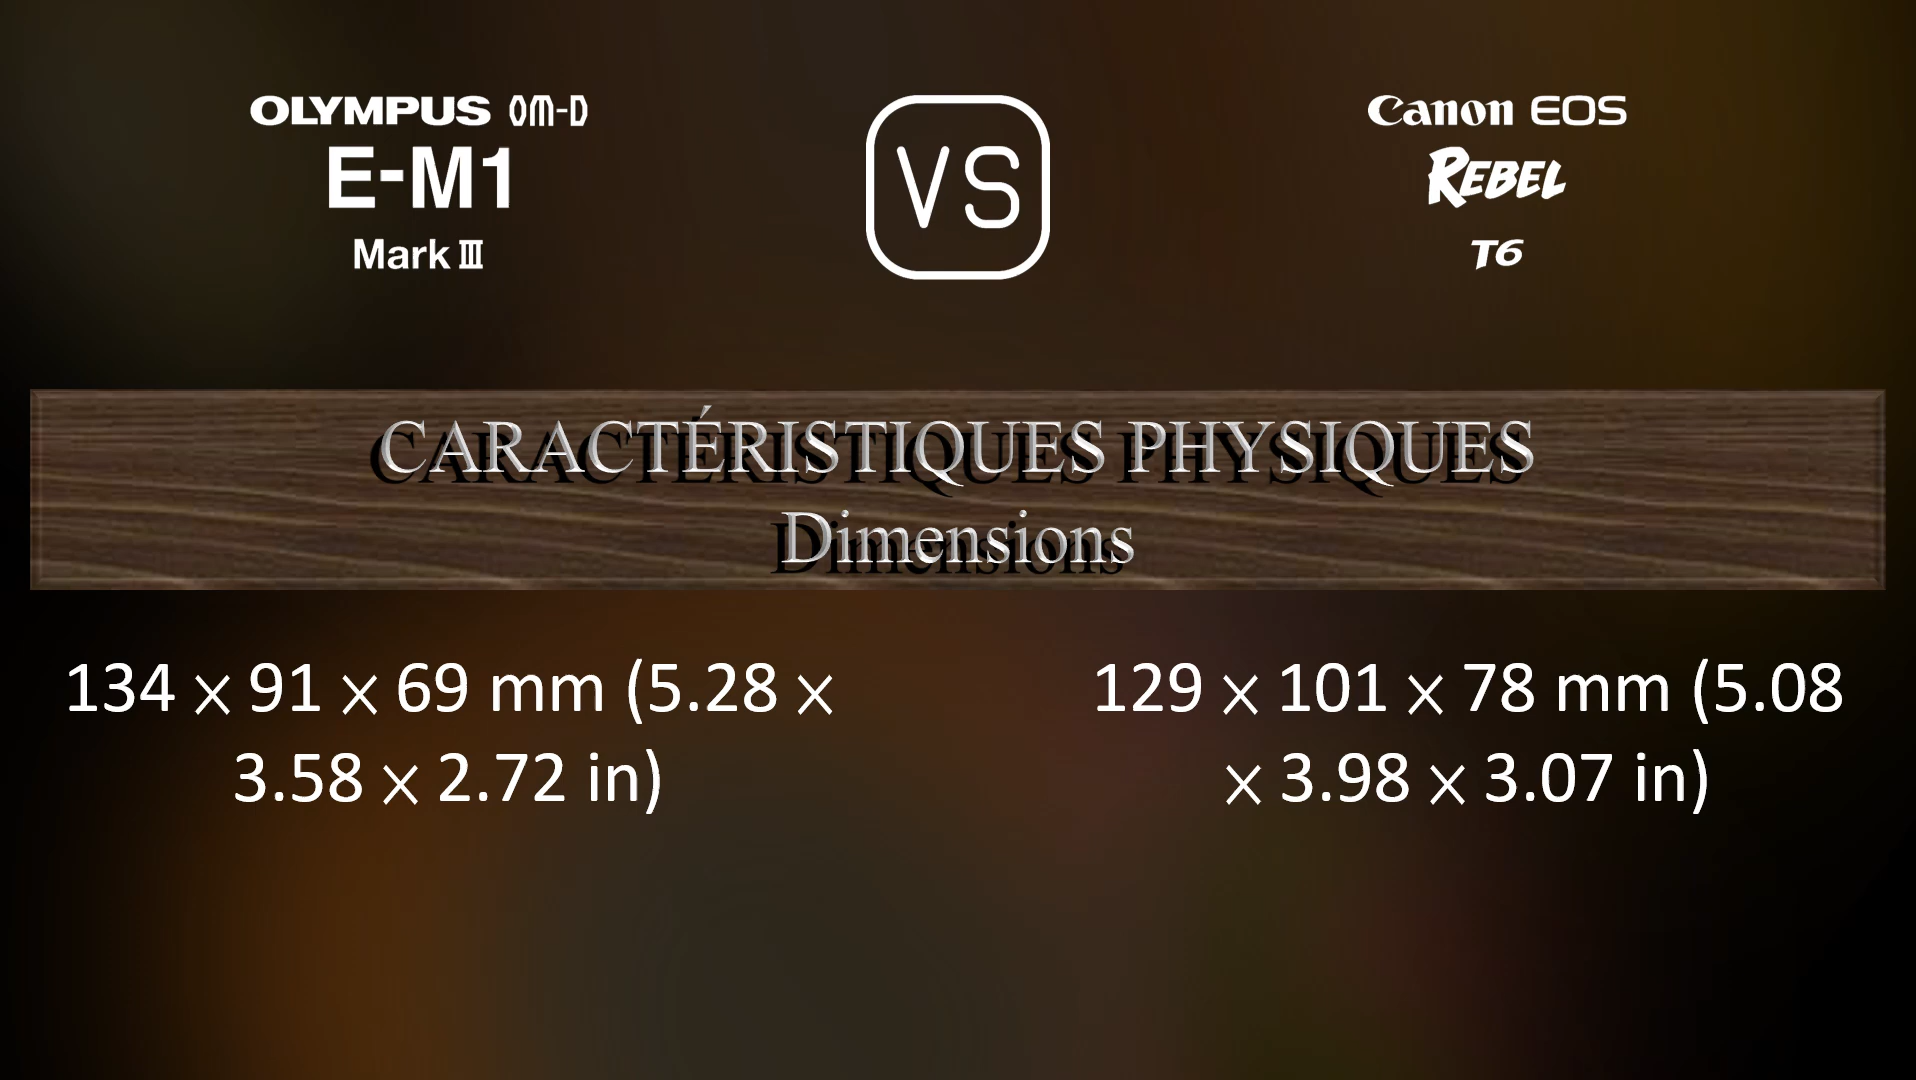 OLYMPUS OM-D
E-M1
Mark III
VS
Canon EOS
REBEL
T6
CARACTÉRISTIQUES PHYSIQUES
Dimensions
134 x 91 x 69 mm (5.28 x
3.58 x 2.72 in)
129 x 101 x 78 mm (5.08
x 3.98 x 3.07 in)